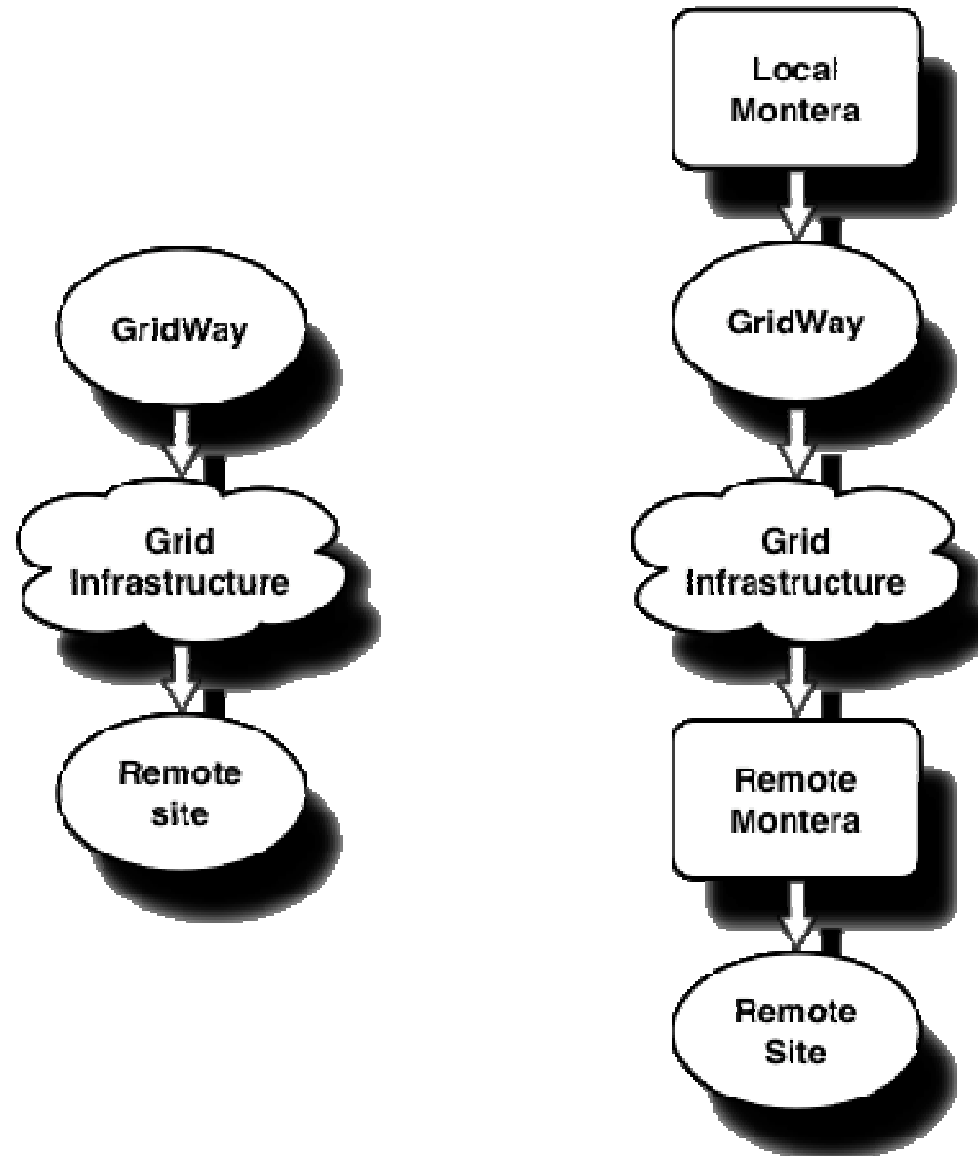 GridWay
Grid
Infrastructure
Remote
site
Local
Montera
GridWay
Grid
Infrastructure
Remote
Montera
Remote
Site